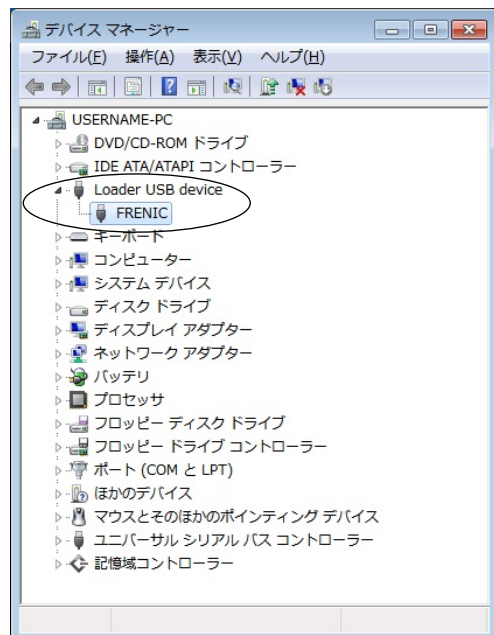 デバイス マネージャー
ファイル(F) 操作(A) 表示(V) ヘルプ(H)
USERNAME-PC
DVD/CD-ROM ドライブ
IDE ATA/ATAPI コントローラー
Loader USB device
FRENIC
キーボード
コンピューター
システム デバイス
ディスク ドライブ
ディスプレイ アダプター
ネットワーク アダプター
バッテリ
プロセッサ
フロッピー ディスク ドライブ
フロッピー ドライブ コントローラー
ポート (COM と LPT)
ほかのデバイス
マウスとそのほかのポインティング デバイス
ユニバーサル シリアル バス コントローラー
記憶域コントローラー